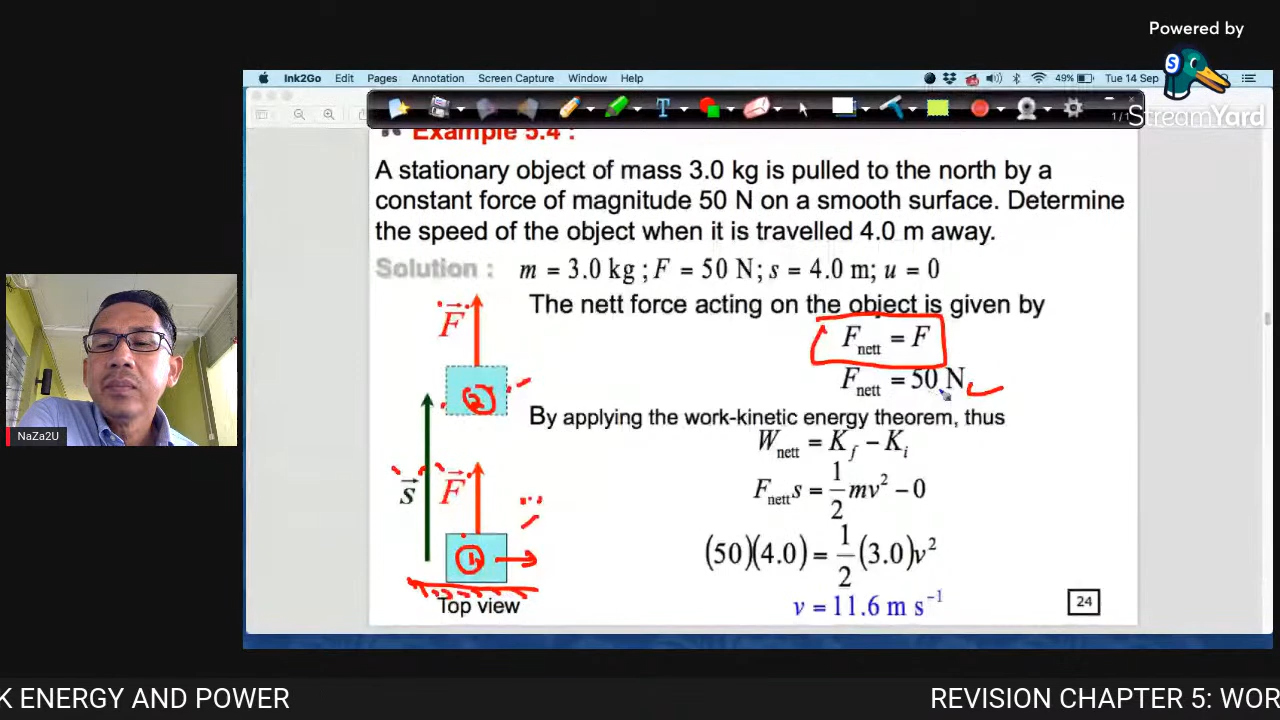 Powered by
StreamYard
Ink2Go Edit Pages Annotation Screen Capture Window Help
49% Tue 14 Sep
1/1
Example 5.4 :
A stationary object of mass 3.0 kg is pulled to the north by a
constant force of magnitude 50 N on a smooth surface. Determine
the speed of the object when it is travelled 4.0 m away.
Solution : m = 3.0 kg ; F = 50 N; s = 4.0 m; u = 0
The nett force acting on the object is given by
F
F_nett = F
F_nett = 50 N
2
By applying the work-kinetic energy theorem, thus
W_nett = K_f − K_i
s
F
F_nett s = 1/2 mv² − 0
(50)(4.0) = 1/2 (3.0)v²
1
Top view
v = 11.6 m s⁻¹
24
NaZa2U
K ENERGY AND POWER
REVISION CHAPTER 5: WOR